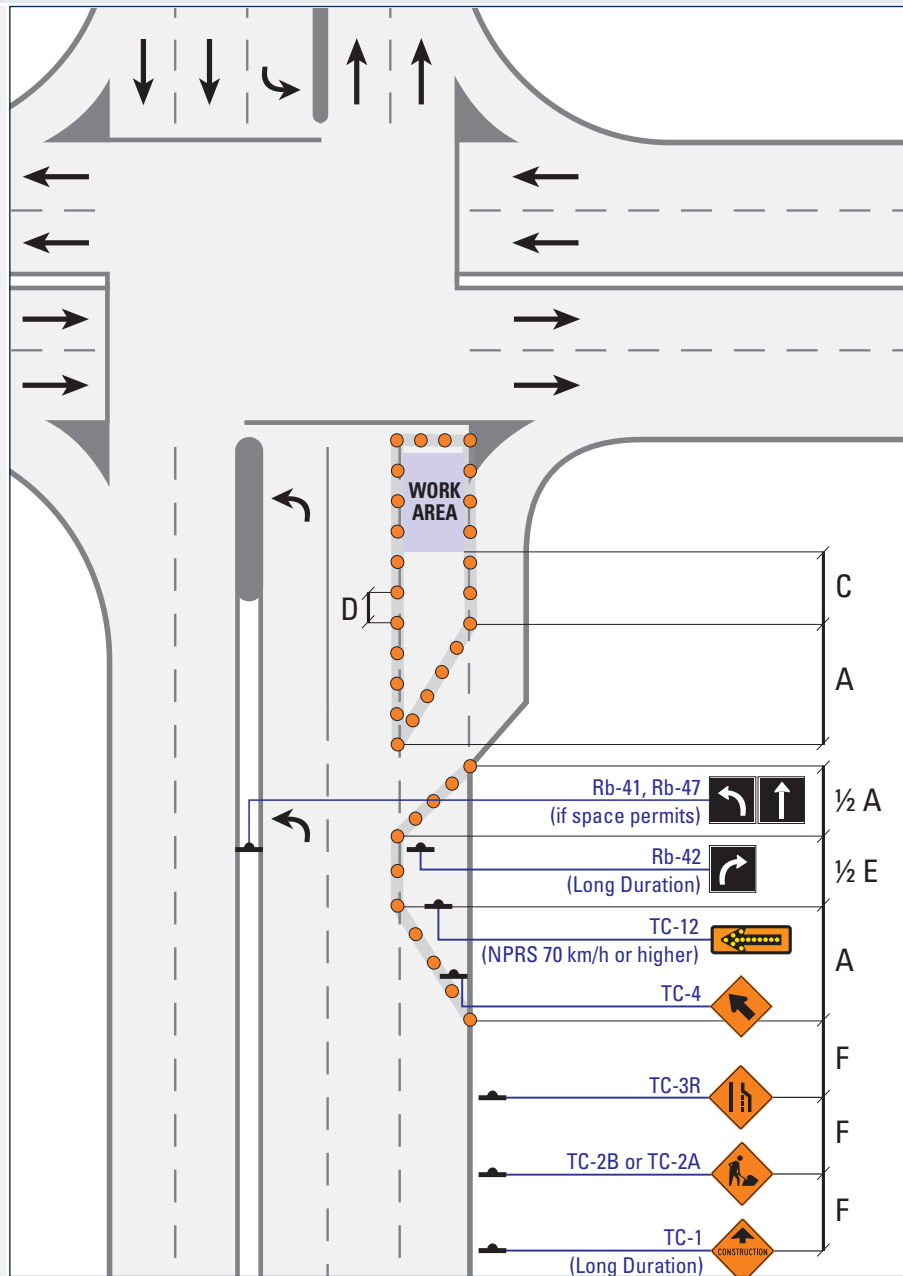 WORK
AREA
C
D
A
Rb-41, Rb-47
(if space permits)
½ A
Rb-42
(Long Duration)
½ E
TC-12
(NPRS 70 km/h or higher)
A
TC-4
F
TC-3R
F
TC-2B or TC-2A
F
TC-1
(Long Duration)
CONSTRUCTION